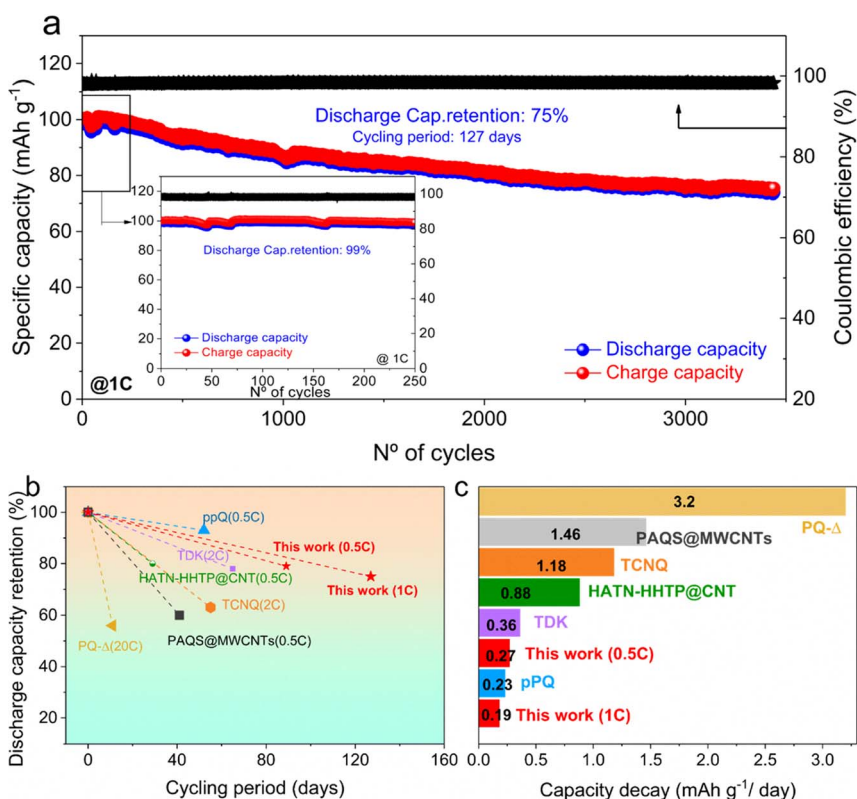 a
Specific capacity (mAh g⁻¹)
120
100
80
60
40
20
0
Discharge Cap.retention: 75%
Cycling period: 127 days
100
80
60
40
20
Coulombic efficiency (%)
120
100
80
60
40
20
0
100
80
60
40
20
0
Discharge Cap.retention: 99%
Discharge capacity
Charge capacity
@ 1C
0 50 100 150 200 250
Nº of cycles
@1C
Discharge capacity
Charge capacity
0 1000 2000 3000
Nº of cycles
b
Discharge capacity retention (%)
100
80
60
40
20
ppQ(0.5C)
TDK(2C)
This work (0.5C)
HATN-HHTP@CNT(0.5C)
This work (1C)
TCNQ(2C)
PQ-Δ(20C)
PAQS@MWCNTs(0.5C)
0 40 80 120 160
Cycling period (days)
c
3.2
PQ-Δ
1.46
PAQS@MWCNTs
1.18
TCNQ
0.88
HATN-HHTP@CNT
0.36
TDK
0.27
This work (0.5C)
0.23
pPQ
0.19
This work (1C)
0.0 0.5 1.0 1.5 2.0 2.5 3.0
Capacity decay (mAh g⁻¹/ day)